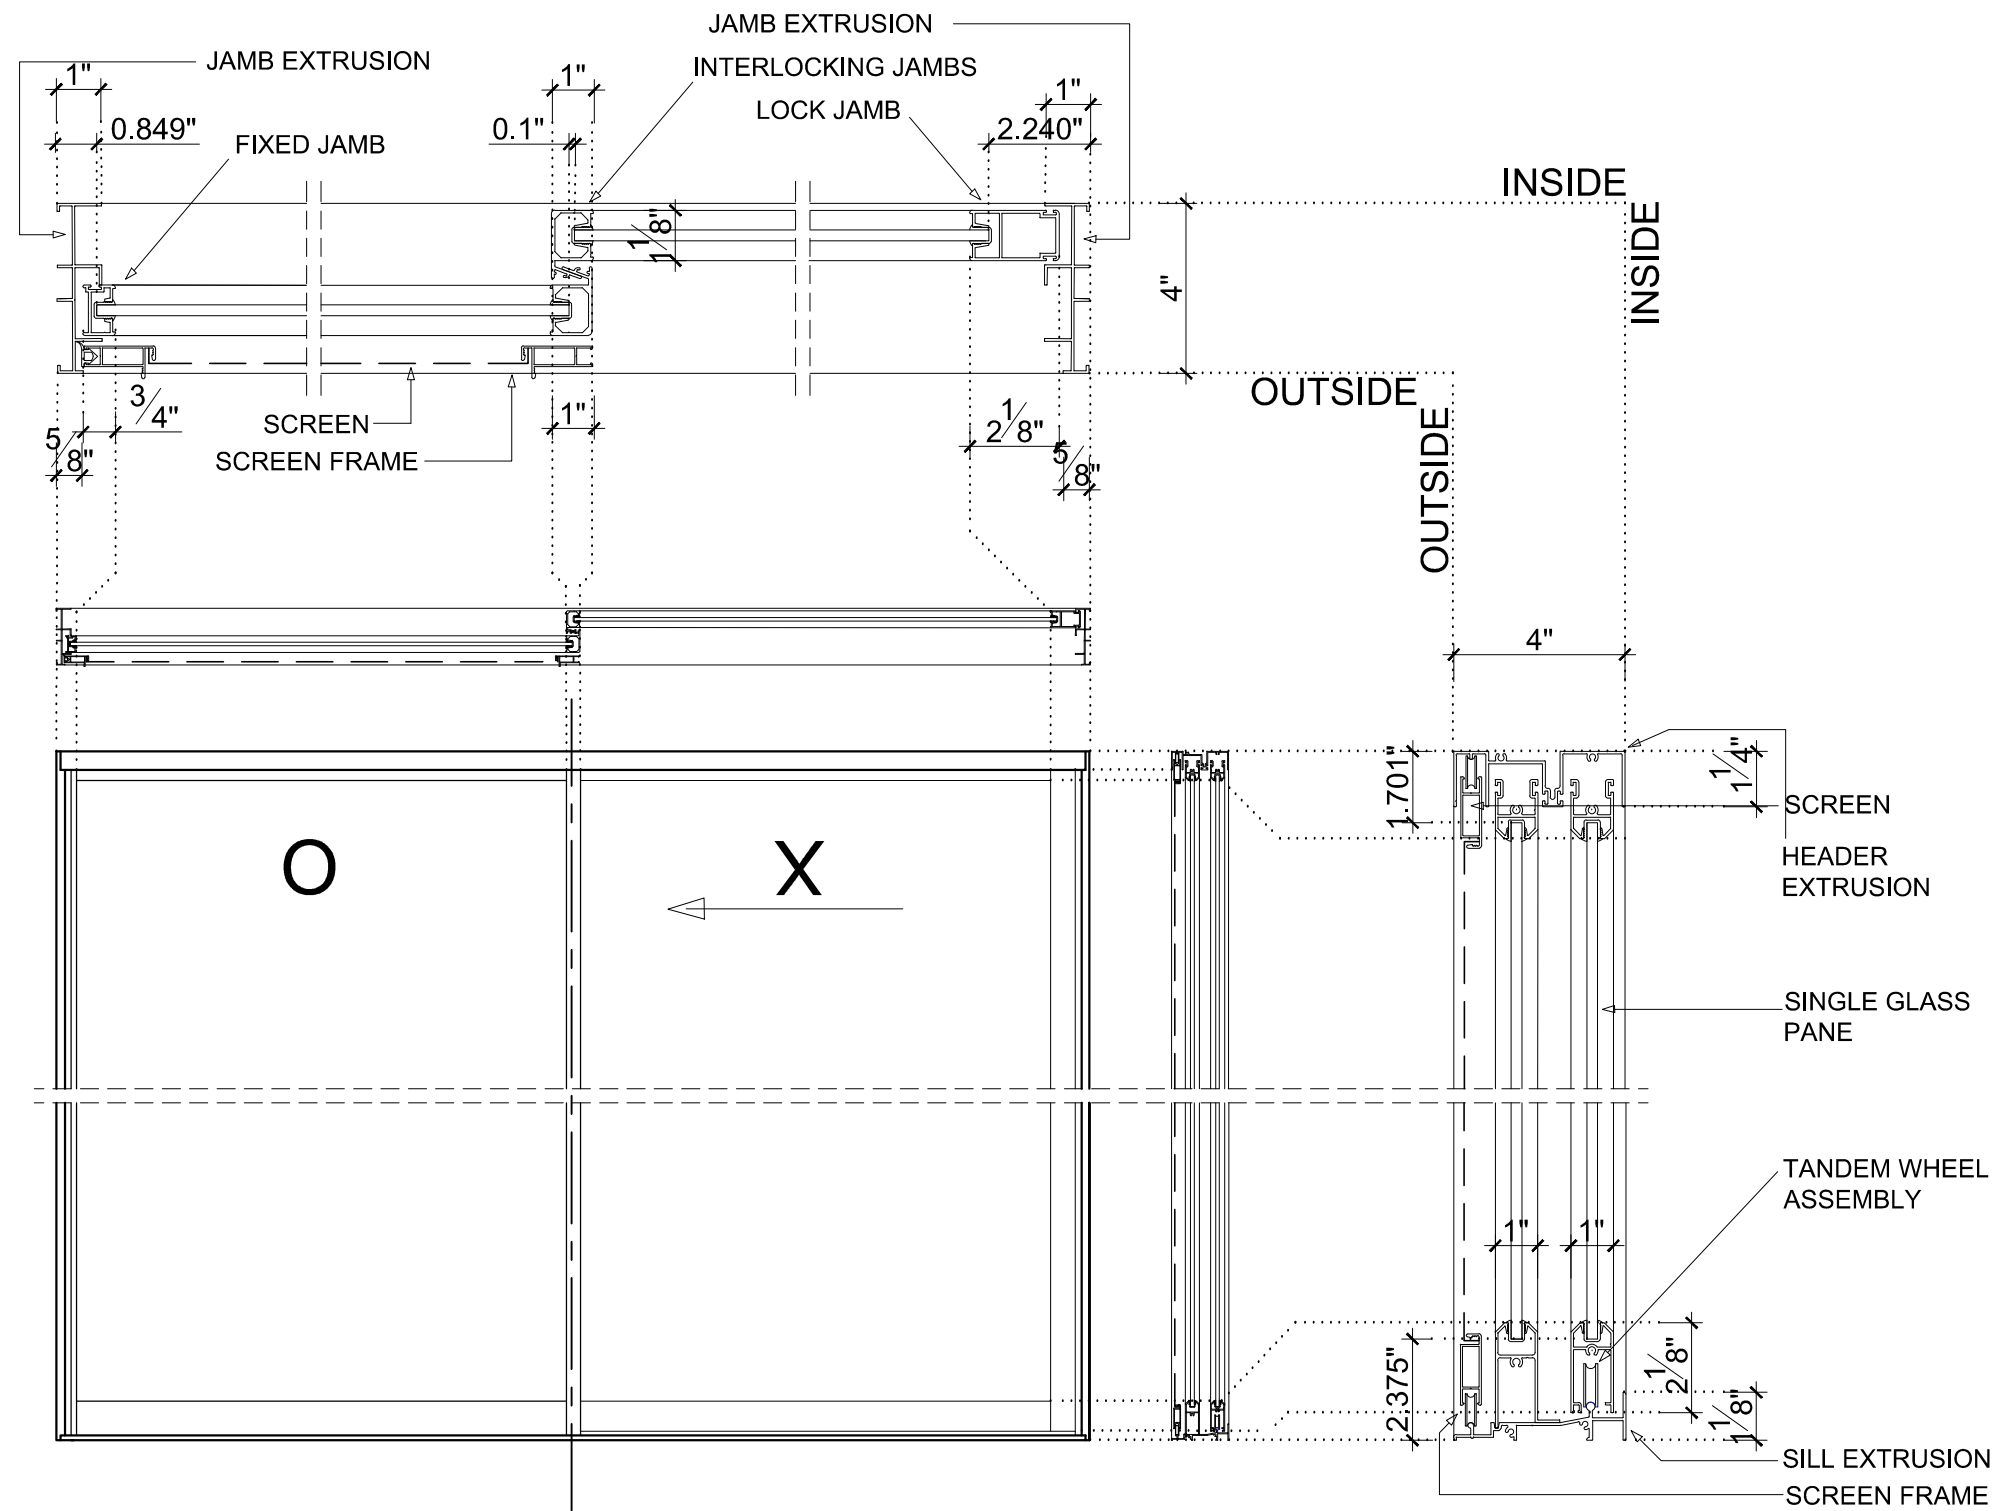 JAMB EXTRUSION
JAMB EXTRUSION
INTERLOCKING JAMBS
1"
1"
1"
LOCK JAMB
0.849"
0.1"
2.240"
FIXED JAMB
INSIDE
INSIDE
1 1/8"
4"
OUTSIDE
OUTSIDE
3/4"
SCREEN
1"
2 1/8"
5/8"
SCREEN FRAME
5/8"
4"
1.701"
1 1/4"
SCREEN
O
X
HEADER
EXTRUSION
SINGLE GLASS
PANE
TANDEM WHEEL
ASSEMBLY
1"
1"
2.375"
2 1/8"
1 1/8"
SILL EXTRUSION
SCREEN FRAME